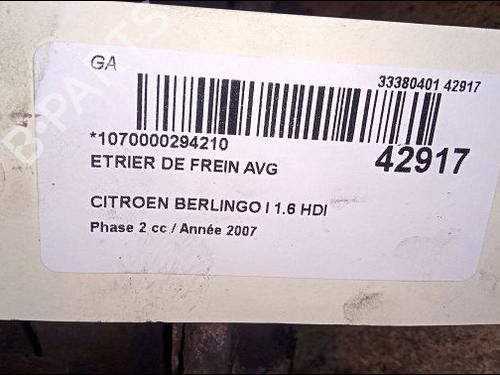 GA
33380401 42917
*1070000294210
42917
ETRIER DE FREIN AVG
CITROEN BERLINGO I 1.6 HDI
Phase 2 cc / Année 2007
B-PARTS